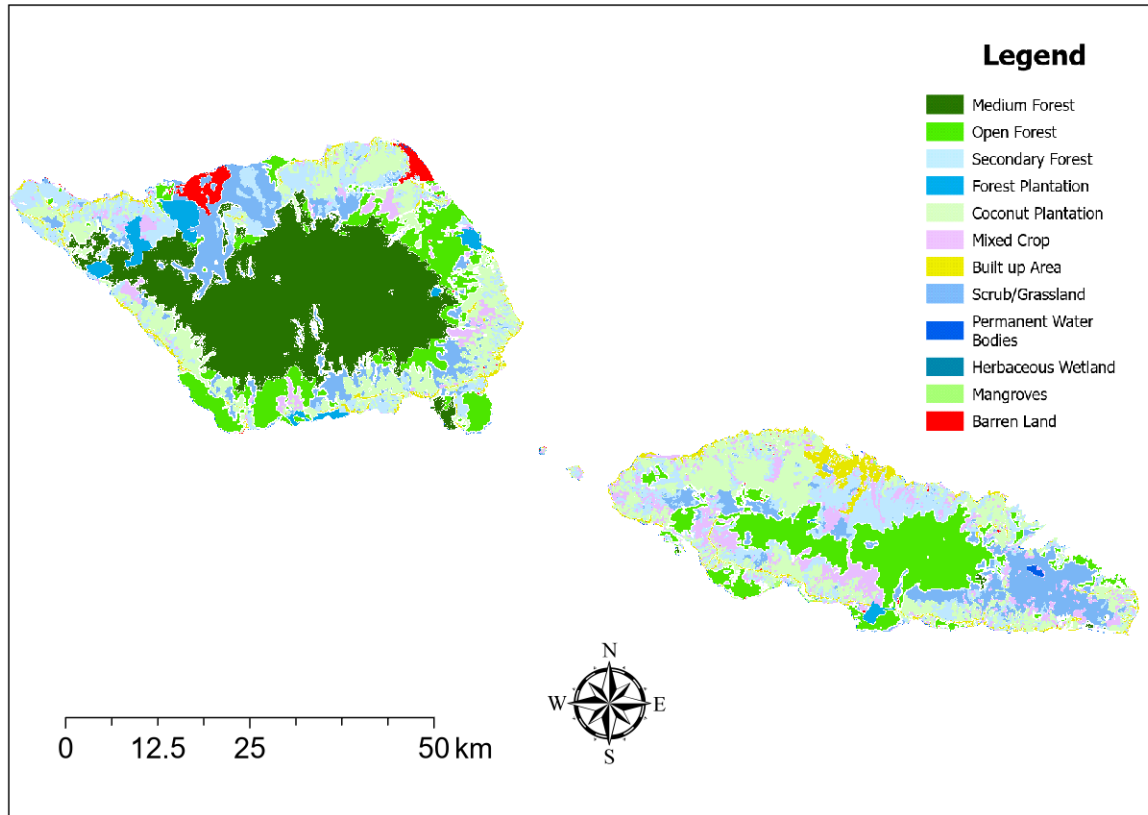 Legend
Medium Forest
Open Forest
Secondary Forest
Forest Plantation
Coconut Plantation
Mixed Crop
Built up Area
Scrub/Grassland
Permanent Water
Bodies
Herbaceous Wetland
Mangroves
Barren Land
N
W E
S
0 12.5 25 50 km